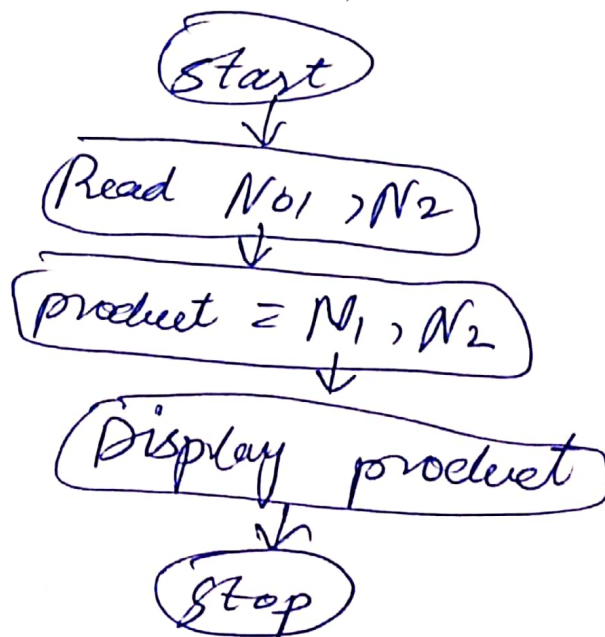 start
Read No1, N2
product = N1, N2
Display product
stop